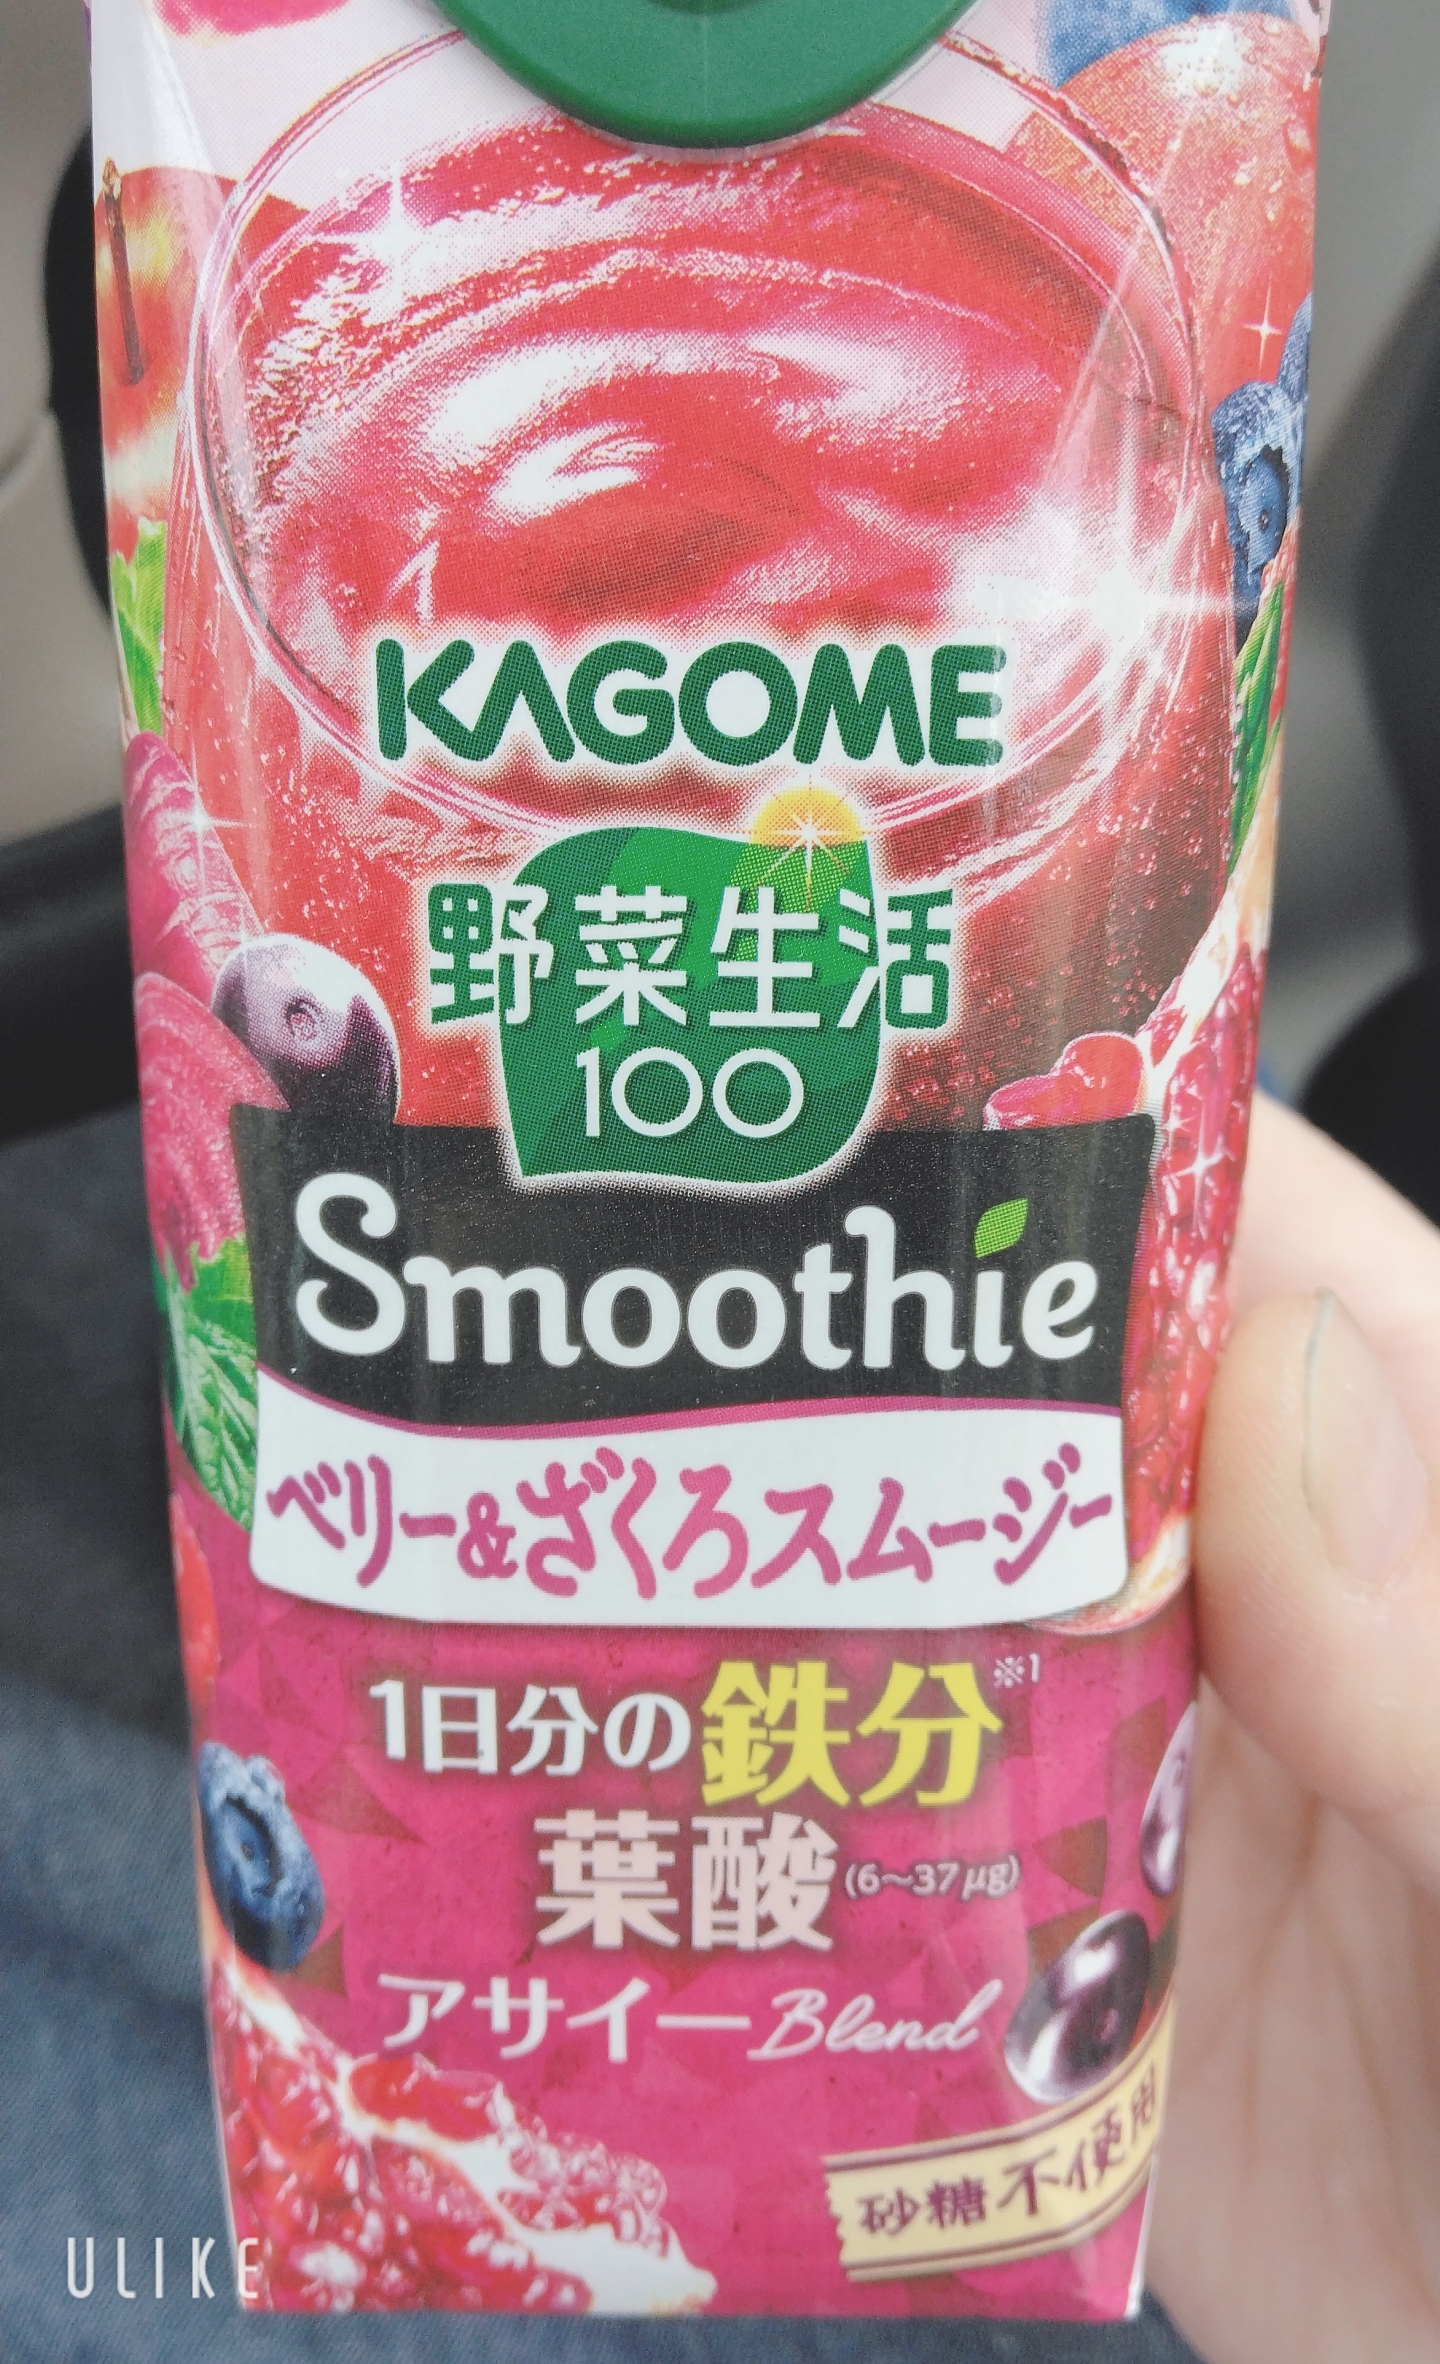 KAGOME
野菜生活
100
Smoothie
ベリー&ざくろスムージー
1日分の鉄分※1
葉酸(6〜37μg)
アサイーBlend
砂糖不使用
ULIKE